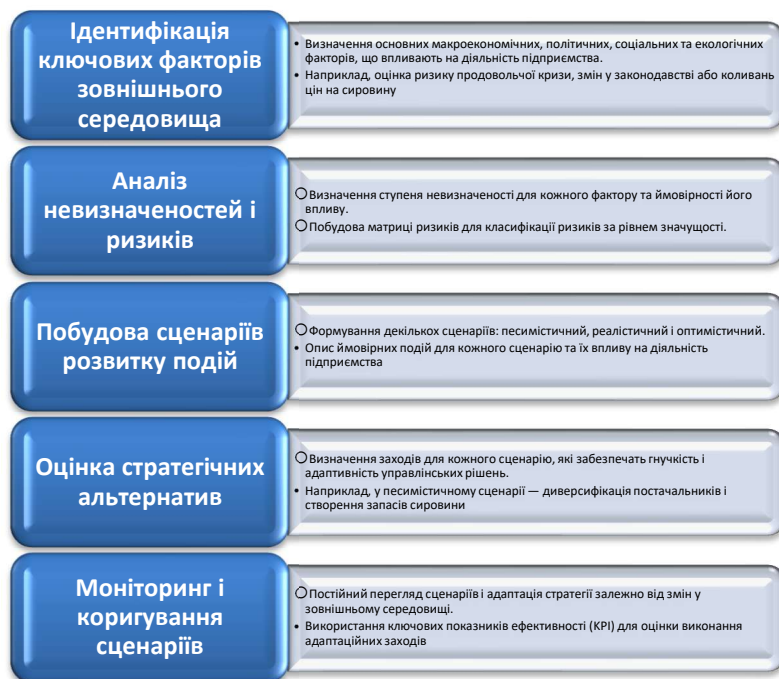 Ідентифікація
ключових факторів
зовнішнього
середовища
• Визначення основних макроекономічних, політичних, соціальних та екологічних
факторів, що впливають на діяльність підприємства.
• Наприклад, оцінка ризику продовольчої кризи, змін у законодавстві або коливань
цін на сировину
Аналіз
невизначеностей і
ризиків
○ Визначення ступеня невизначеності для кожного фактору та ймовірності його
впливу.
○ Побудова матриці ризиків для класифікації ризиків за рівнем значущості.
Побудова сценаріїв
розвитку подій
○ Формування декількох сценаріїв: песимістичний, реалістичний і оптимістичний.
• Опис ймовірних подій для кожного сценарію та їх впливу на діяльність
підприємства
Оцінка стратегічних
альтернатив
○ Визначення заходів для кожного сценарію, які забезпечать гнучкість і
адаптивність управлінських рішень.
• Наприклад, у песимістичному сценарії — диверсифікація постачальників і
створення запасів сировини
Моніторинг і
коригування
сценаріїв
○ Постійний перегляд сценаріїв і адаптація стратегії залежно від змін у
зовнішньому середовищі.
• Використання ключових показників ефективності (KPI) для оцінки виконання
адаптаційних заходів